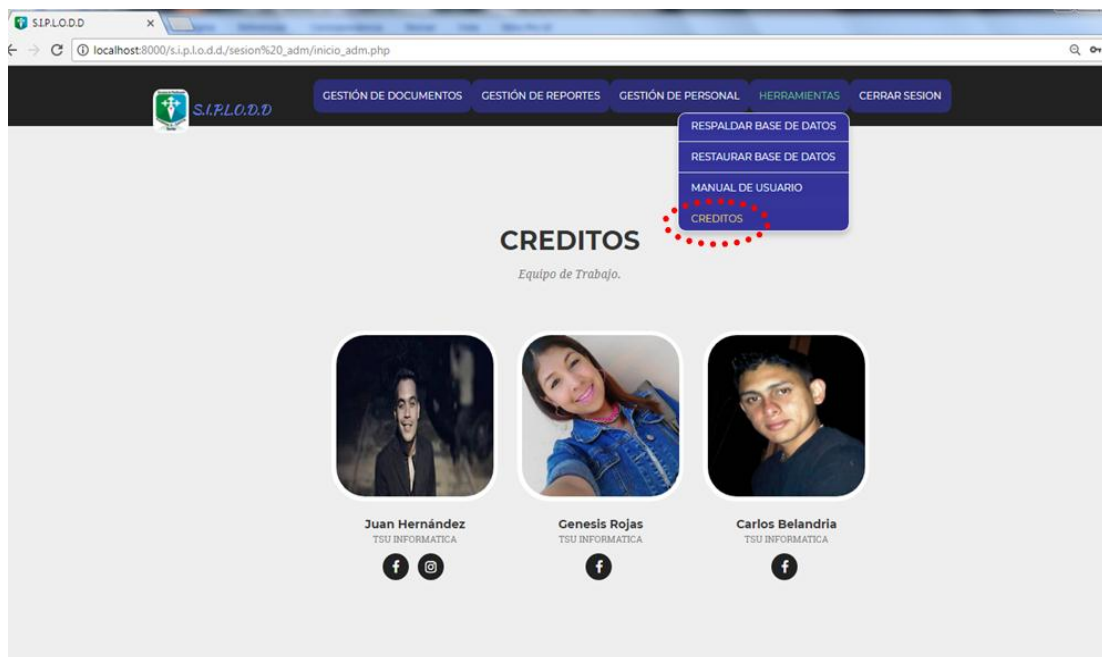 S.I.P.L.O.D.D
localhost:8000/s.i.p.l.o.d.d./sesion%20_adm/inicio_adm.php
S.I.P.L.O.D.D
GESTIÓN DE DOCUMENTOS GESTIÓN DE REPORTES GESTIÓN DE PERSONAL HERRAMIENTAS CERRAR SESION
RESPALDAR BASE DE DATOS
RESTAURAR BASE DE DATOS
MANUAL DE USUARIO
CREDITOS
CREDITOS
Equipo de Trabajo.
Juan Hernández Genesis Rojas Carlos Belandria
TSU INFORMATICA TSU INFORMATICA TSU INFORMATICA